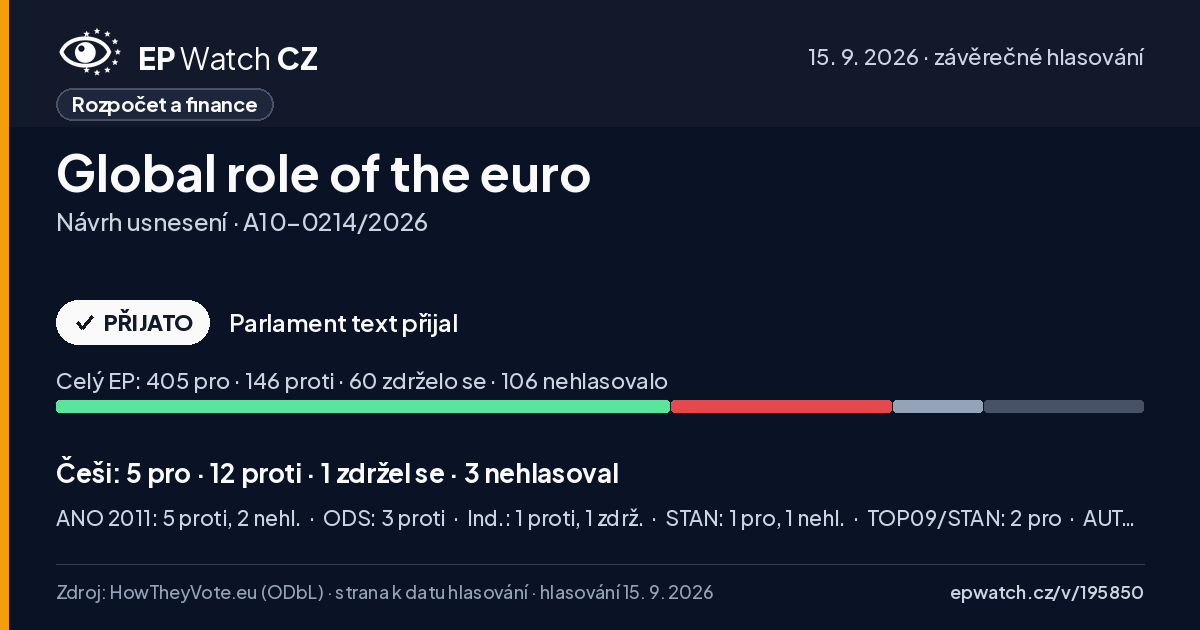 EP Watch CZ
15. 9. 2026 · závěrečné hlasování
Rozpočet a finance
Global role of the euro
Návrh usnesení · A10–0214/2026
✓ PŘIJATO Parlament text přijal
Celý EP: 405 pro · 146 proti · 60 zdrželo se · 106 nehlasovalo
Češi: 5 pro · 12 proti · 1 zdržel se · 3 nehlasoval
ANO 2011: 5 proti, 2 nehl. · ODS: 3 proti · Ind.: 1 proti, 1 zdrž. · STAN: 1 pro, 1 nehl. · TOP09/STAN: 2 pro · AUT…
Zdroj: HowTheyVote.eu (ODbL) · strana k datu hlasování · hlasování 15. 9. 2026
epwatch.cz/v/195850